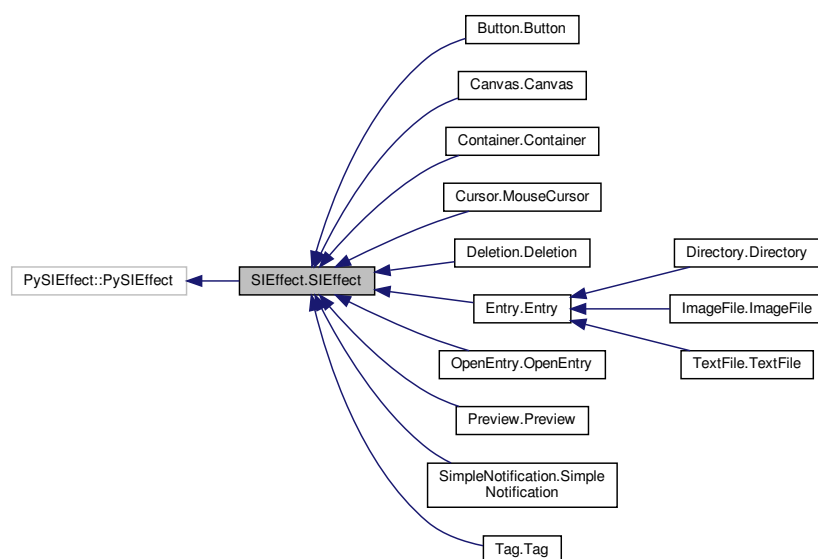 Button.Button
Canvas.Canvas
Container.Container
Cursor.MouseCursor
Deletion.Deletion
Directory.Directory
PySIEffect::PySIEffect
SIEffect.SIEffect
Entry.Entry
ImageFile.ImageFile
OpenEntry.OpenEntry
TextFile.TextFile
Preview.Preview
SimpleNotification.Simple
Notification
Tag.Tag